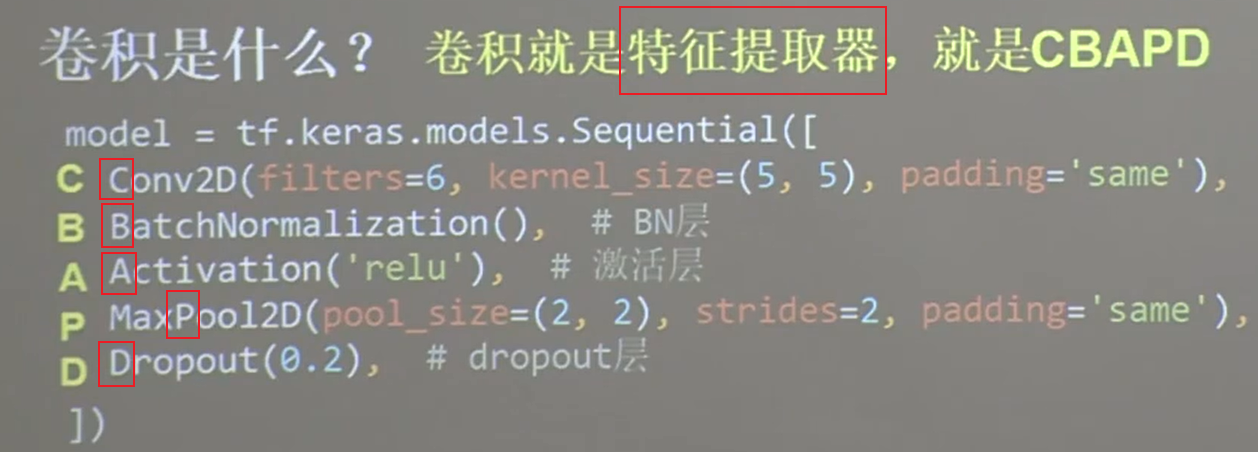 卷积是什么? 卷积就是特征提取器，就是CBAPD
model = tf.keras.models.Sequential([
C Conv2D(filters=6, kernel_size=(5, 5), padding='same'),
B BatchNormalization(), # BN层
A Activation('relu'), # 激活层
P MaxPool2D(pool_size=(2, 2), strides=2, padding='same'),
D Dropout(0.2), # dropout层
])